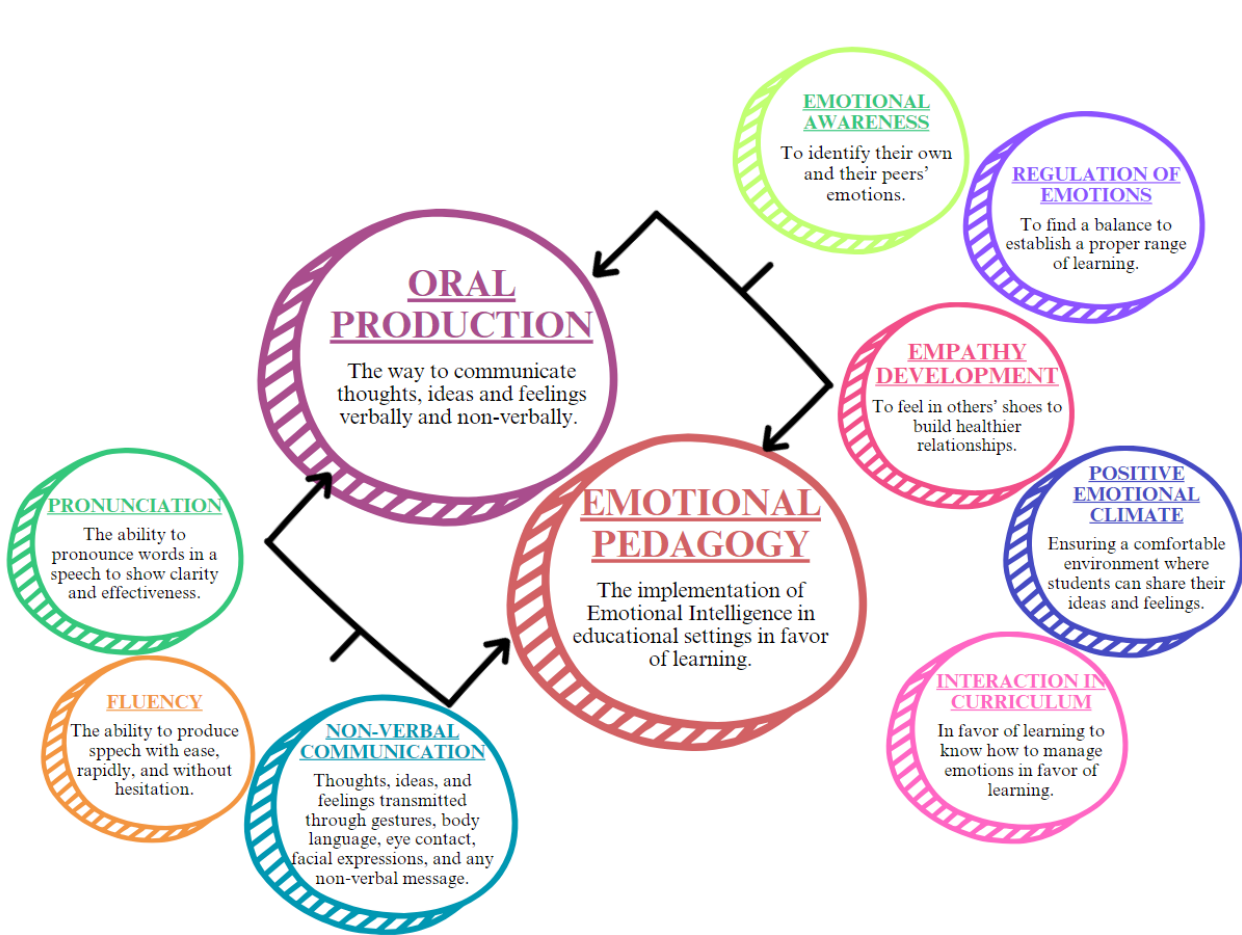 EMOTIONAL
AWARENESS
To identify their own
and their peers’
emotions.
REGULATION OF
EMOTIONS
To find a balance to
establish a proper range
of learning.
ORAL
PRODUCTION
The way to communicate
thoughts, ideas and feelings
verbally and non-verbally.
EMPATHY
DEVELOPMENT
To feel in others’ shoes to
build healthier
relationships.
PRONUNCIATION
The ability to
pronounce words in a
speech to show clarity
and effectiveness.
EMOTIONAL
PEDAGOGY
The implementation of
Emotional Intelligence in
educational settings in favor
of learning.
POSITIVE
EMOTIONAL
CLIMATE
Ensuring a comfortable
environment where
students can share their
ideas and feelings.
FLUENCY
The ability to produce
sppech with ease,
rapidly, and without
hesitation.
NON-VERBAL
COMMUNICATION
Thoughts, ideas, and
feelings transmitted
through gestures, body
language, eye contact,
facial expressions, and any
non-verbal message.
INTERACTION IN
CURRICULUM
In favor of learning to
know how to manage
emotions in favor of
learning.